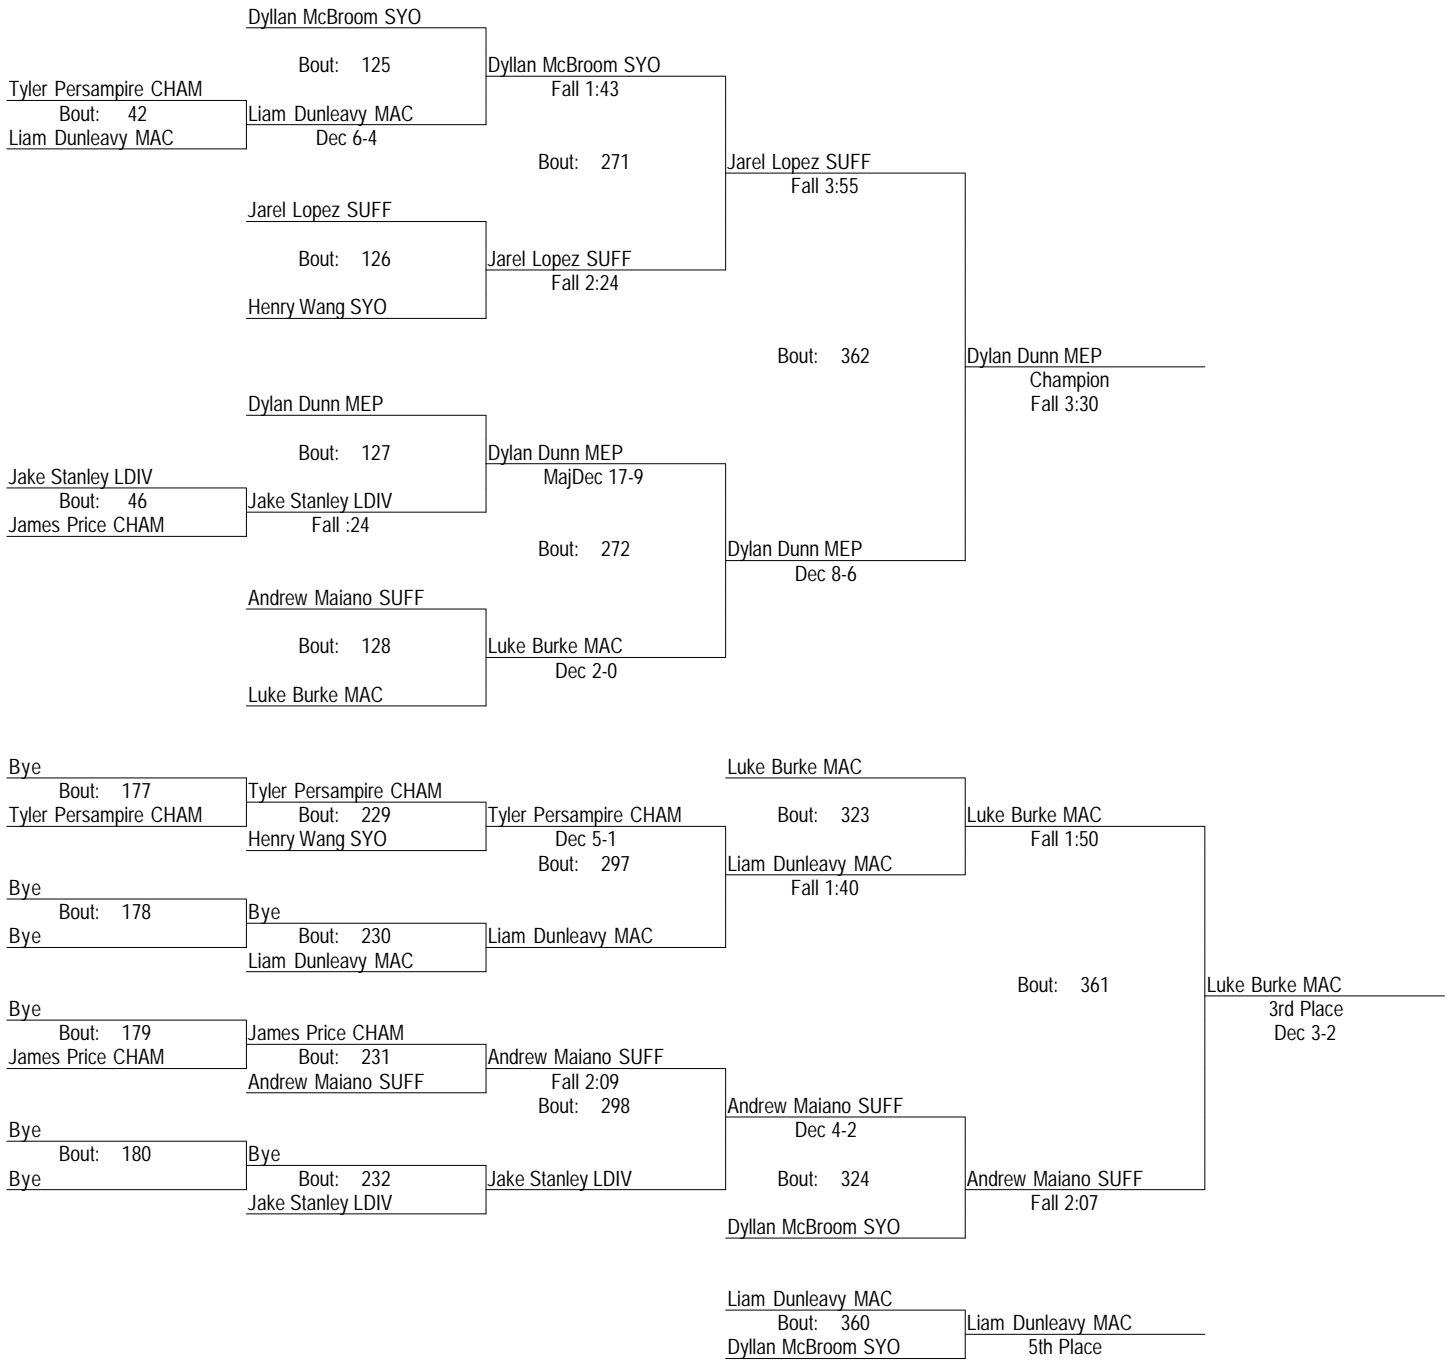 Dyllan McBroom SYO
Bout: 125
Dyllan McBroom SYO
Fall 1:43
Tyler Persampire CHAM
Bout: 42
Liam Dunleavy MAC
Liam Dunleavy MAC
Dec 6-4
Bout: 271
Jarel Lopez SUFF
Fall 3:55
Jarel Lopez SUFF
Bout: 126
Jarel Lopez SUFF
Fall 2:24
Henry Wang SYO
Bout: 362
Dylan Dunn MEP
Champion
Fall 3:30
Dylan Dunn MEP
Bout: 127
Dylan Dunn MEP
MajDec 17-9
Jake Stanley LDIV
Bout: 46
James Price CHAM
Jake Stanley LDIV
Fall :24
Bout: 272
Dylan Dunn MEP
Dec 8-6
Andrew Maiano SUFF
Bout: 128
Luke Burke MAC
Dec 2-0
Luke Burke MAC
Bye
Bout: 177
Tyler Persampire CHAM
Tyler Persampire CHAM
Bout: 229
Henry Wang SYO
Tyler Persampire CHAM
Dec 5-1
Bout: 297
Luke Burke MAC
Bout: 323
Liam Dunleavy MAC
Fall 1:40
Luke Burke MAC
Fall 1:50
Bye
Bout: 178
Bye
Bye
Bout: 230
Liam Dunleavy MAC
Liam Dunleavy MAC
Bout: 361
Luke Burke MAC
3rd Place
Dec 3-2
Bye
Bout: 179
James Price CHAM
James Price CHAM
Bout: 231
Andrew Maiano SUFF
Andrew Maiano SUFF
Fall 2:09
Bout: 298
Andrew Maiano SUFF
Dec 4-2
Bye
Bout: 180
Bye
Bye
Bout: 232
Jake Stanley LDIV
Jake Stanley LDIV
Bout: 324
Dyllan McBroom SYO
Andrew Maiano SUFF
Fall 2:07
Liam Dunleavy MAC
Bout: 360
Dyllan McBroom SYO
Liam Dunleavy MAC
5th Place